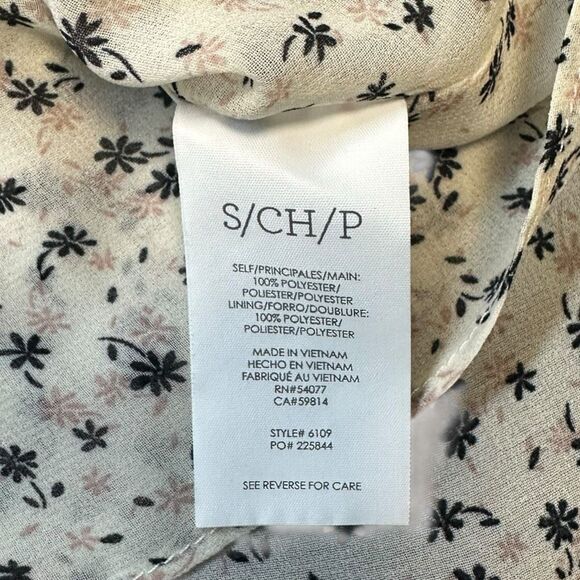 S/CH/P
SELF/PRINCIPALES/MAIN:
100% POLYESTER/
POLIESTER/POLYESTER
LINING/FORRO/DOUBLURE:
100% POLYESTER/
POLIESTER/POLYESTER
MADE IN VIETNAM
HECHO EN VIETNAM
FABRIQUÉ AU VIETNAM
RN#54077
CA#59814
STYLE# 6109
PO# 225844
SEE REVERSE FOR CARE